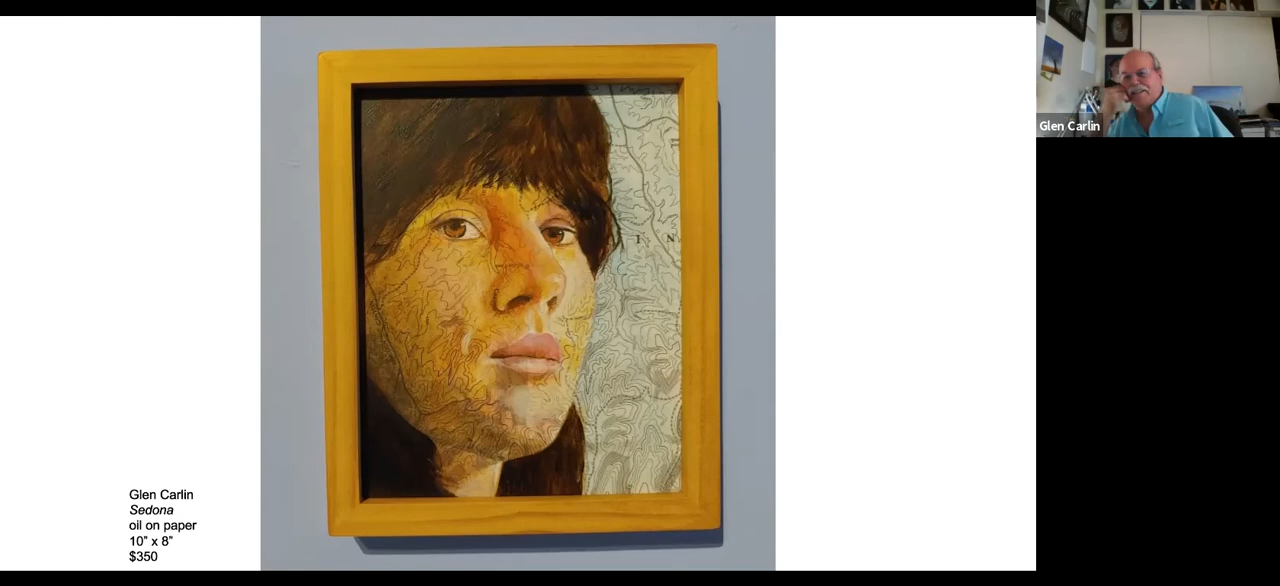 Glen Carlin
I N
Glen Carlin
Sedona
oil on paper
10” x 8”
$350